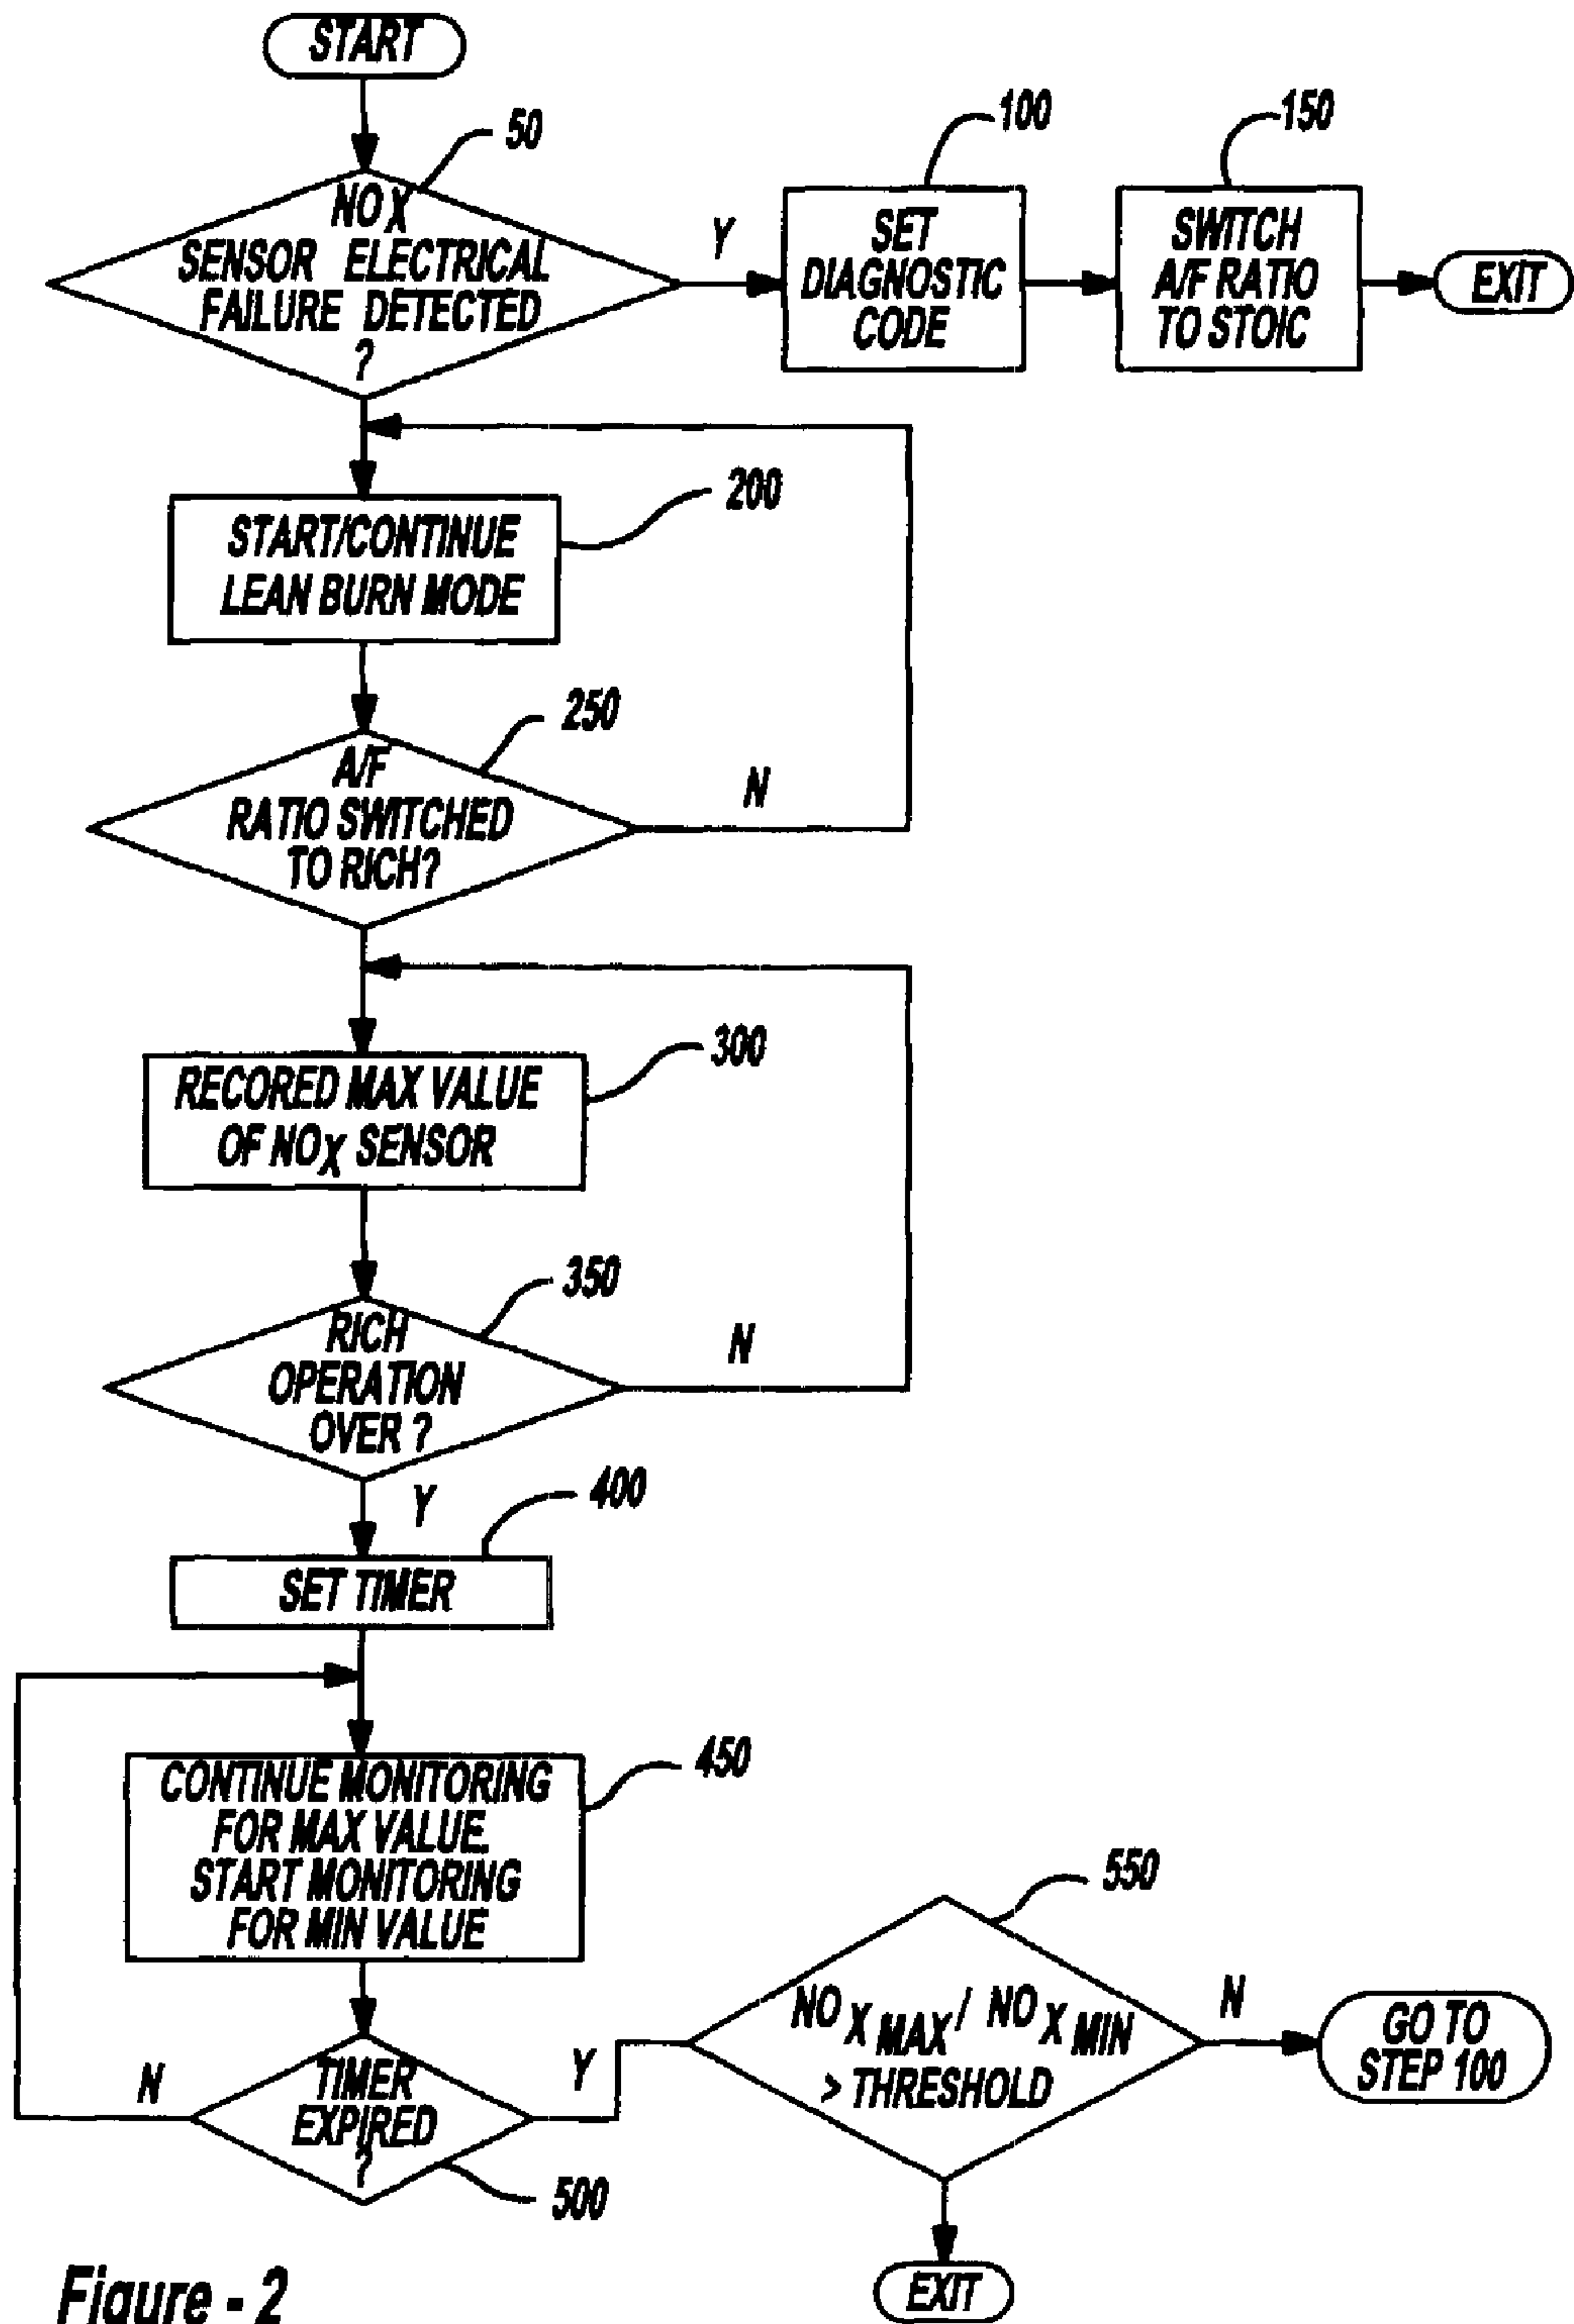 START
50
NOX
SENSOR ELECTRICAL
FAILURE DETECTED
?
Y
100
SET
DIAGNOSTIC
CODE
150
SWITCH
A/F RATIO
TO STOIC
EXIT
200
START/CONTINUE
LEAN BURN MODE
250
A/F
RATIO SWITCHED
TO RICH?
N
300
RECORED MAX VALUE
OF NOX SENSOR
350
RICH
OPERATION
OVER ?
N
Y
400
SET TIMER
450
CONTINUE MONITORING
FOR MAX VALUE.
START MONITORING
FOR MIN VALUE
N
TIMER
EXPIRED
?
500
Y
550
NOX MAX / NOX MIN
> THRESHOLD
N
GO TO
STEP 100
EXIT
Figure - 2